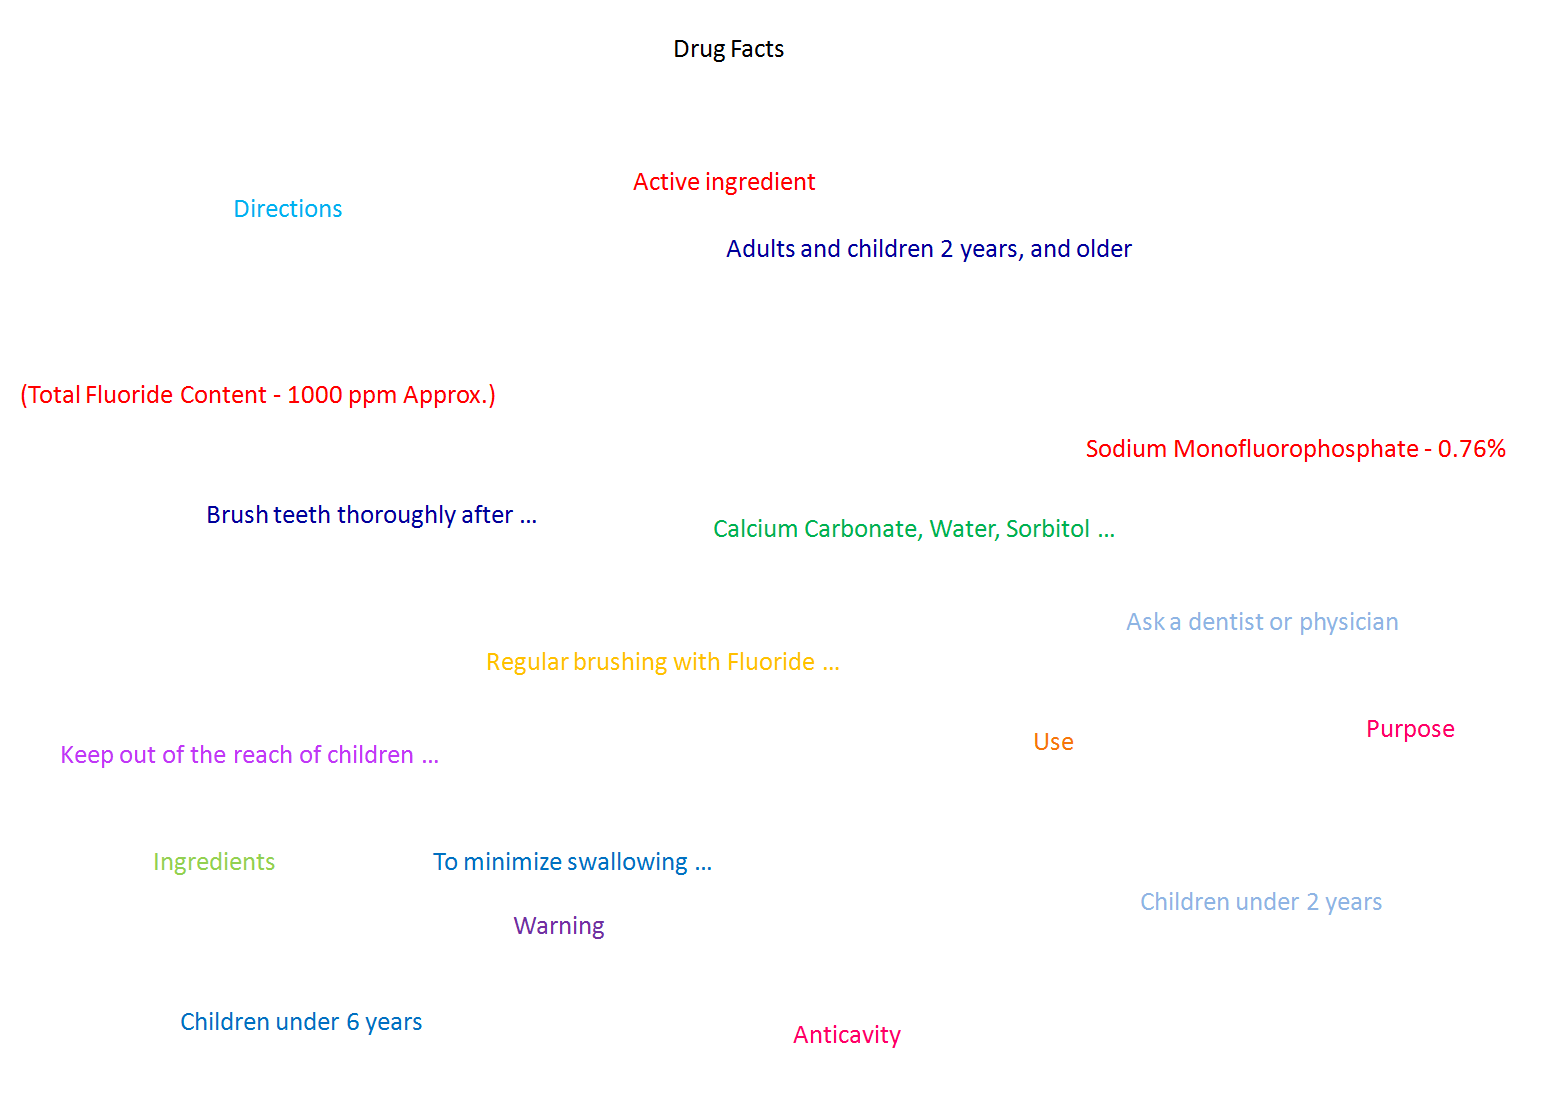 Drug Facts
Active ingredient
Directions
Adults and children 2 years, and older
(Total Fluoride Content - 1000 ppm Approx.)
Sodium Monofluorophosphate - 0.76%
Brush teeth thoroughly after ...
Calcium Carbonate, Water, Sorbitol ...
Ask a dentist or physician
Regular brushing with Fluoride ...
Purpose
Use
Keep out of the reach of children ...
Ingredients
To minimize swallowing ...
Children under 2 years
Warning
Children under 6 years
Anticavity